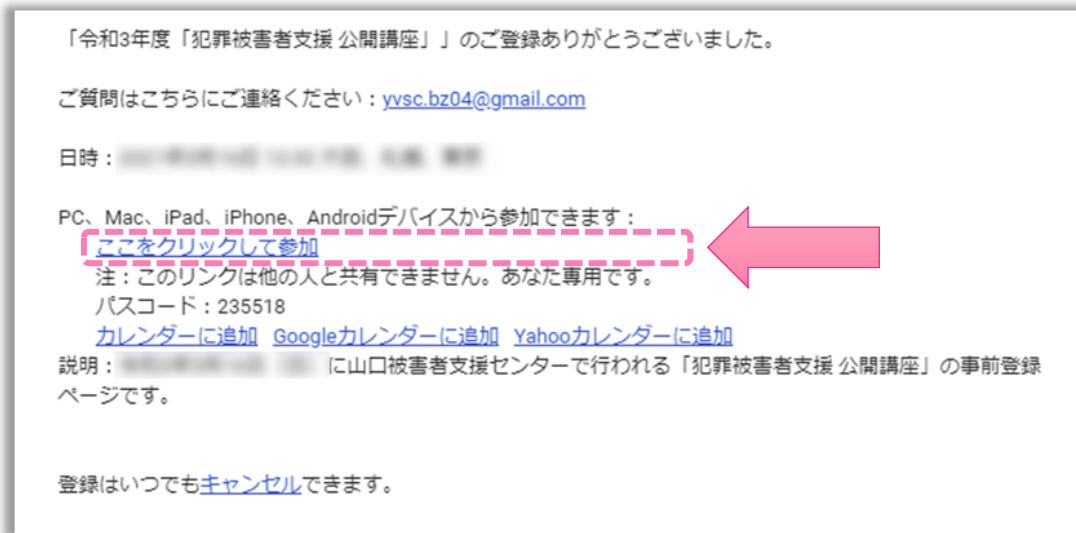 「令和3年度「犯罪被害者支援 公開講座」」のご登録ありがとうございました。
ご質問はこちらにご連絡ください：yvsc.bz04@gmail.com
日時：
PC、Mac、iPad、iPhone、Androidデバイスから参加できます：
ここをクリックして参加
注：このリンクは他の人と共有できません。あなた専用です。
パスコード：235518
カレンダーに追加 Googleカレンダーに追加 Yahooカレンダーに追加
説明： に山口被害者支援センターで行われる「犯罪被害者支援 公開講座」の事前登録
ページです。
登録はいつでもキャンセルできます。